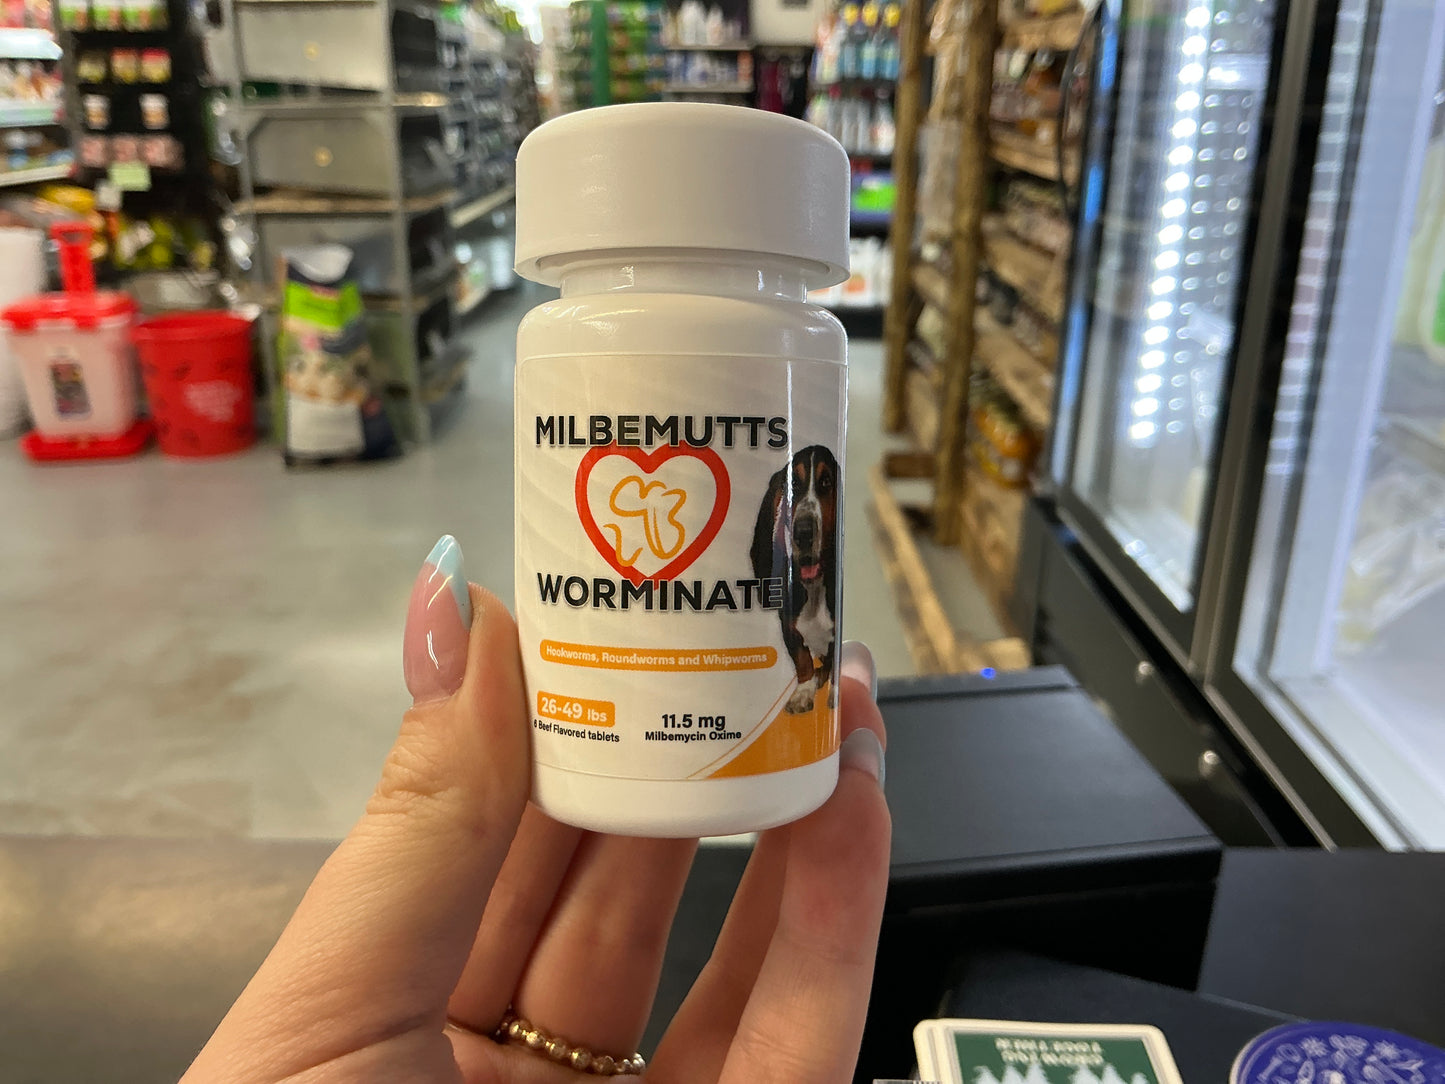 MILBEMUTTS
WORMINATE
Hookworms, Roundworms and Whipworms
26-49 lbs
6 Beef Flavored tablets
11.5 mg
Milbemycin Oxime